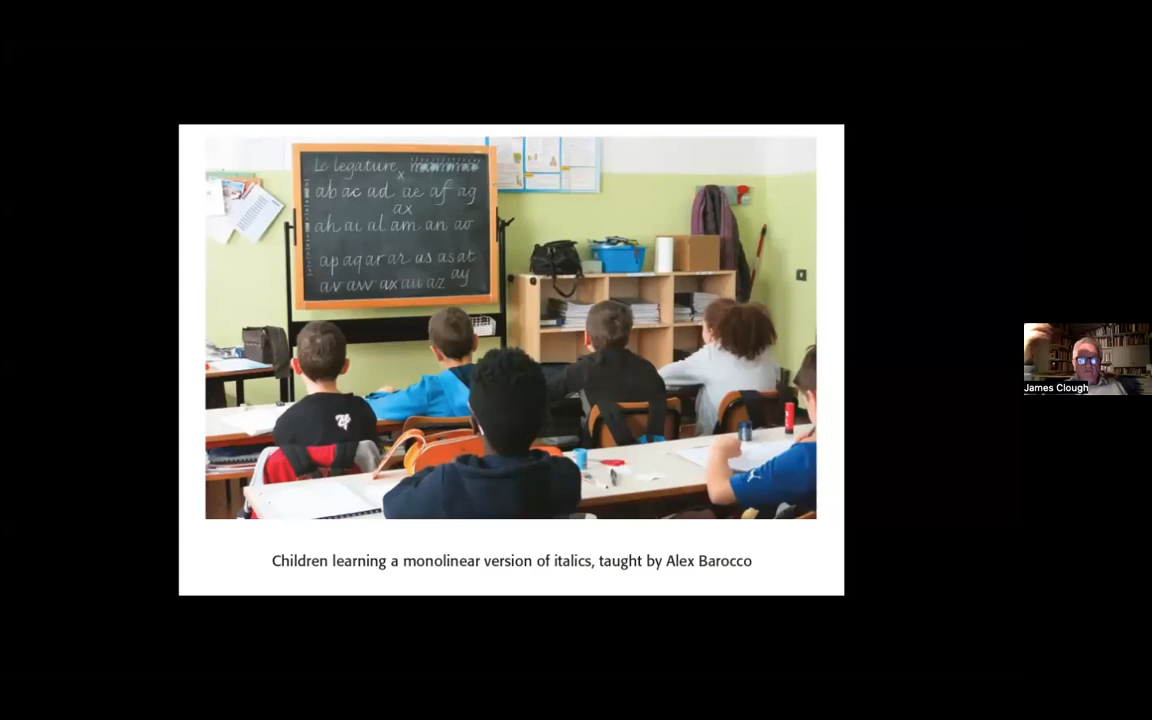 Le legature
ab ac ad ae af ag
x
ax
ah ai al am an ao
ap aq ar as at
ay
av aw ax au az
Children learning a monolinear version of italics, taught by Alex Barocco
James Clough